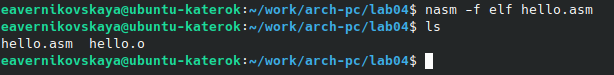 eavernikovskaya@ubuntu-katerok:~/work/arch-pc/lab04$ nasm -f elf hello.asm
eavernikovskaya@ubuntu-katerok:~/work/arch-pc/lab04$ ls
hello.asm  hello.o
eavernikovskaya@ubuntu-katerok:~/work/arch-pc/lab04$